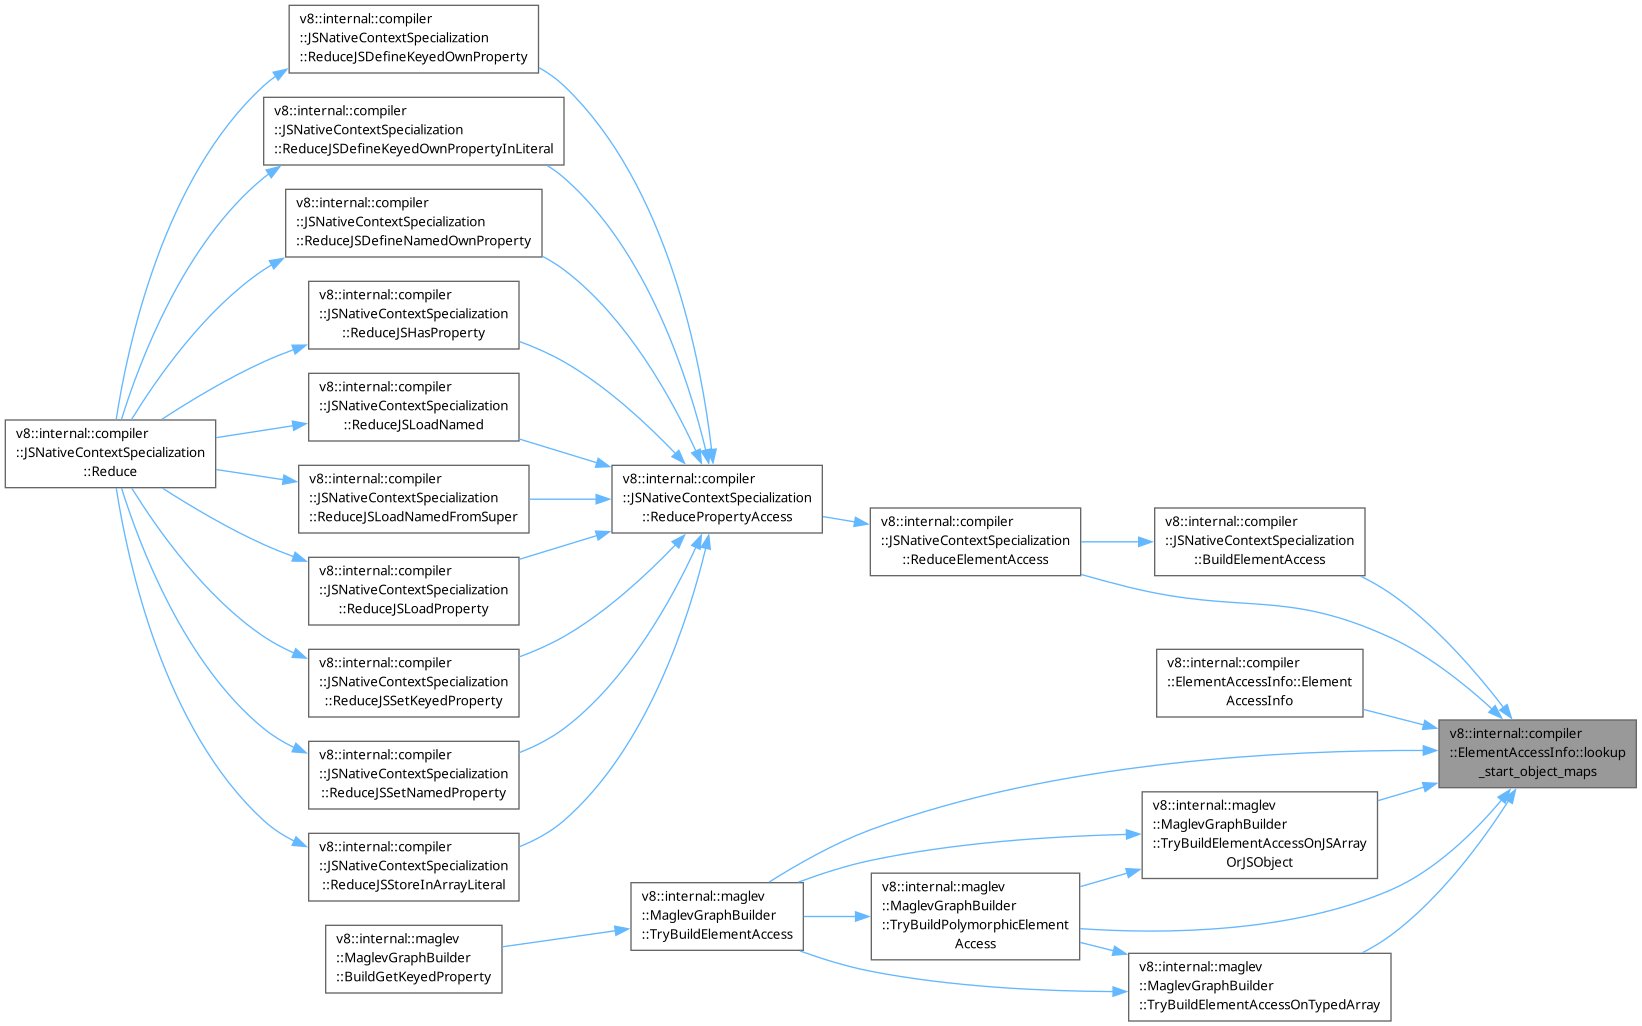 v8::internal::compiler
::JSNativeContextSpecialization
::ReduceJSDefineKeyedOwnProperty
v8::internal::compiler
::JSNativeContextSpecialization
::ReduceJSDefineKeyedOwnPropertyInLiteral
v8::internal::compiler
::JSNativeContextSpecialization
::ReduceJSDefineNamedOwnProperty
v8::internal::compiler
::JSNativeContextSpecialization
::ReduceJSHasProperty
v8::internal::compiler
::JSNativeContextSpecialization
::ReduceJSLoadNamed
v8::internal::compiler
::JSNativeContextSpecialization
::Reduce
v8::internal::compiler
::JSNativeContextSpecialization
::ReduceJSLoadNamedFromSuper
v8::internal::compiler
::JSNativeContextSpecialization
::ReducePropertyAccess
v8::internal::compiler
::JSNativeContextSpecialization
::ReduceElementAccess
v8::internal::compiler
::JSNativeContextSpecialization
::BuildElementAccess
v8::internal::compiler
::JSNativeContextSpecialization
::ReduceJSLoadProperty
v8::internal::compiler
::JSNativeContextSpecialization
::ReduceJSSetKeyedProperty
v8::internal::compiler
::ElementAccessInfo::Element
AccessInfo
v8::internal::compiler
::ElementAccessInfo::lookup
_start_object_maps
v8::internal::compiler
::JSNativeContextSpecialization
::ReduceJSSetNamedProperty
v8::internal::maglev
::MaglevGraphBuilder
::TryBuildElementAccessOnJSArray
OrJSObject
v8::internal::compiler
::JSNativeContextSpecialization
::ReduceJSStoreInArrayLiteral
v8::internal::maglev
::MaglevGraphBuilder
::TryBuildElementAccess
v8::internal::maglev
::MaglevGraphBuilder
::TryBuildPolymorphicElement
Access
v8::internal::maglev
::MaglevGraphBuilder
::BuildGetKeyedProperty
v8::internal::maglev
::MaglevGraphBuilder
::TryBuildElementAccessOnTypedArray